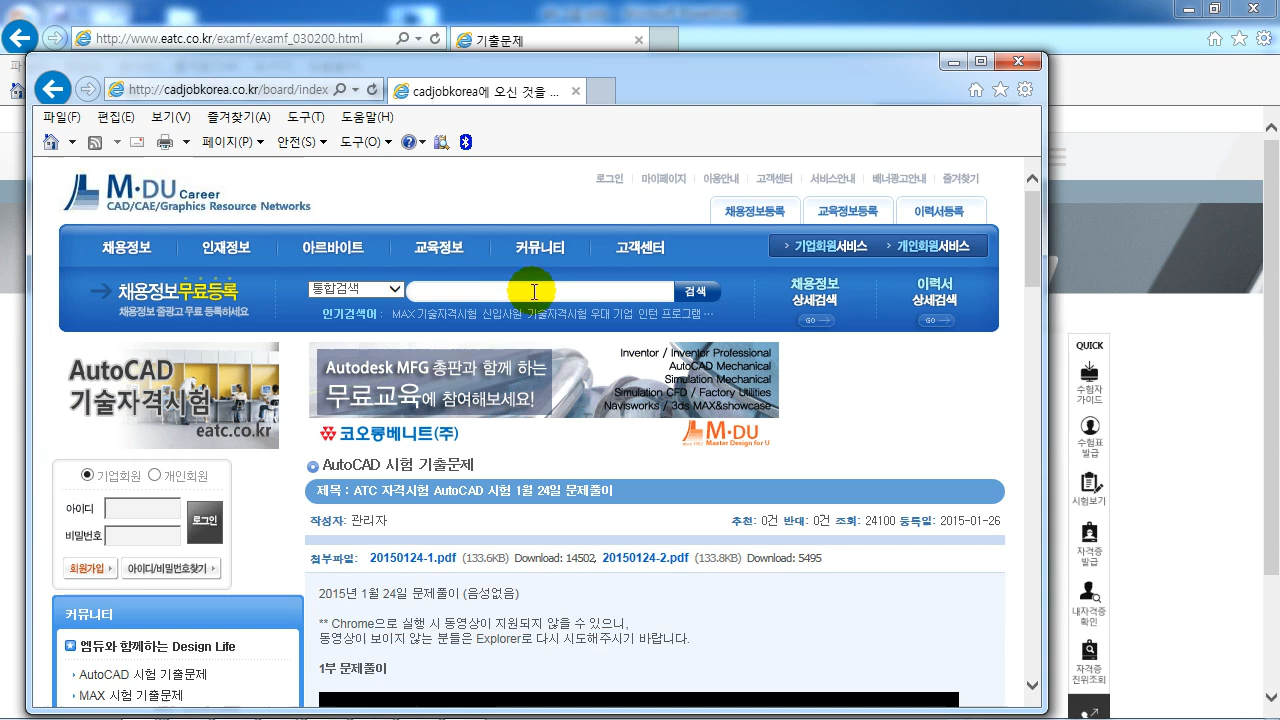 http://www.eatc.co.kr/examf/examf_030200.html
기출문제
http://cadjobkorea.co.kr/board/index
cadjobkorea에 오신 것을 ...
파일(F) 편집(E) 보기(V) 즐겨찾기(A) 도구(T) 도움말(H)
페이지(P) 안전(S) 도구(O)
M·DU Career
CAD/CAE/Graphics Resource Networks
로그인 마이페이지 이용안내 고객센터 서비스안내 배너광고안내 즐겨찾기
채용정보등록 교육정보등록 이력서등록
채용정보 인재정보 아르바이트 교육정보 커뮤니티 고객센터
› 기업회원서비스 › 개인회원서비스
채용정보무료등록
채용정보 줄광고 무료 등록하세요
통합검색
검색
인기검색어 : MAX기술자격시험 신입사원 기술자격시험 우대 기업 인턴 프로그램 ···
채용정보
상세검색
GO
이력서
상세검색
GO
AutoCAD
기술자격시험
eatc.co.kr
Autodesk MFG 총판과 함께 하는
무료교육에 참여해보세요!
Inventor / Inventor Professional
AutoCAD Mechanical
Simulation Mechanical
Simulation CFD / Factory Utilities
Navisworks / 3ds MAX&showcase
코오롱베니트(주)
M·DU
Master Design for U
기업회원 개인회원
아이디
비밀번호
로그인
회원가입 아이디/비밀번호찾기
커뮤니티
엠듀와 함께하는 Design Life
AutoCAD 시험 기출문제
MAX 시험 기출문제
AutoCAD 시험 기출문제
제목 : ATC 자격시험 AutoCAD 시험 1월 24일 문제풀이
작성자: 관리자
추천: 0건 반대: 0건 조회: 24100 등록일: 2015-01-26
첨부파일: 20150124-1.pdf (133.6KB) Download: 14502, 20150124-2.pdf (133.8KB) Download: 5495
2015년 1월 24일 문제풀이 (음성없음)
** Chrome으로 실행 시 동영상이 지원되지 않을 수 있으니,
동영상이 보이지 않는 분들은 Explorer로 다시 시도해주시기 바랍니다.
1부 문제풀이
QUICK
수험자
가이드
수험표
발급
시험보기
자격증
발급
내자격증
확인
자격증
진위조회